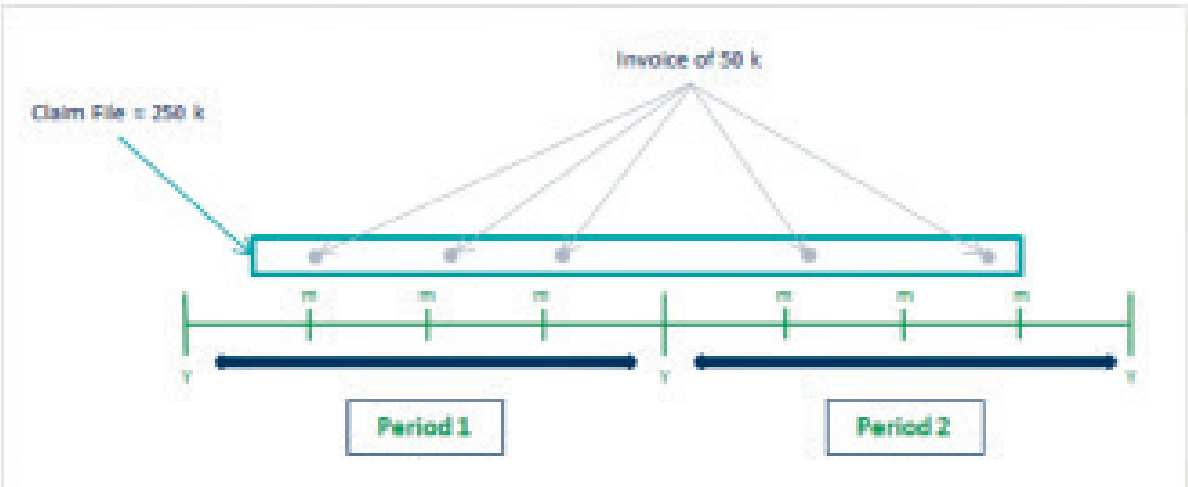 Invoice of 50 k
Claim File = 250 k
m m m m m m
Y Y Y
Period 1 Period 2